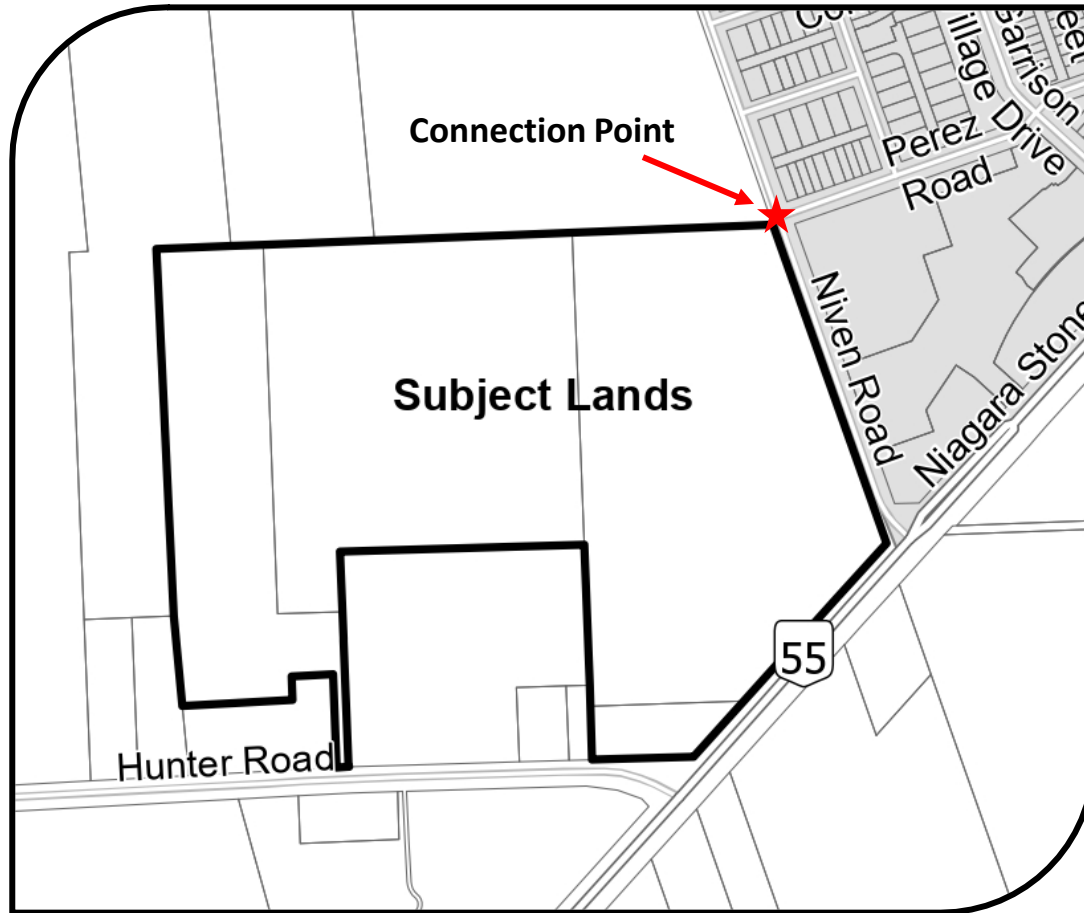 Village Drive
Garrison
Connection Point
Perez
Road
Niven Road
Subject Lands
Niagara Stone
55
Hunter Road